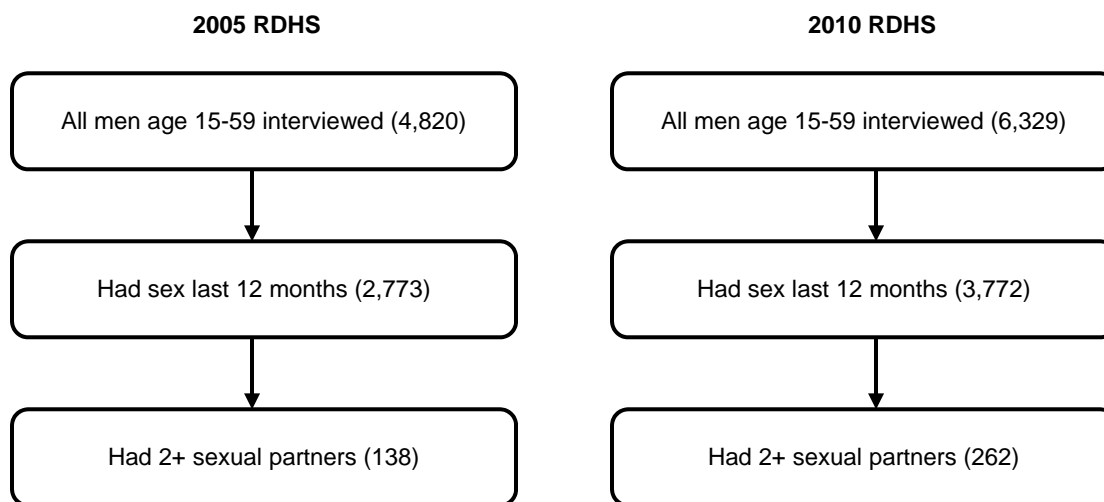 2005 RDHS
All men age 15-59 interviewed (4,820)
Had sex last 12 months (2,773)
Had 2+ sexual partners (138)
2010 RDHS
All men age 15-59 interviewed (6,329)
Had sex last 12 months (3,772)
Had 2+ sexual partners (262)